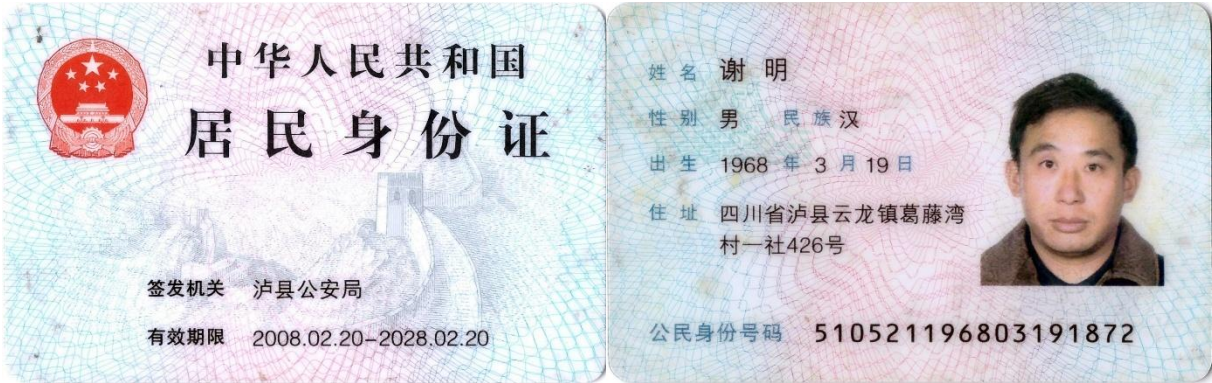 中华人民共和国
居民身份证
签发机关 泸县公安局
有效期限 2008.02.20-2028.02.20
姓名 谢明
性别 男 民族 汉
出生 1968 年 3 月 19 日
住址 四川省泸县云龙镇葛藤湾
村一社426号
公民身份号码 510521196803191872